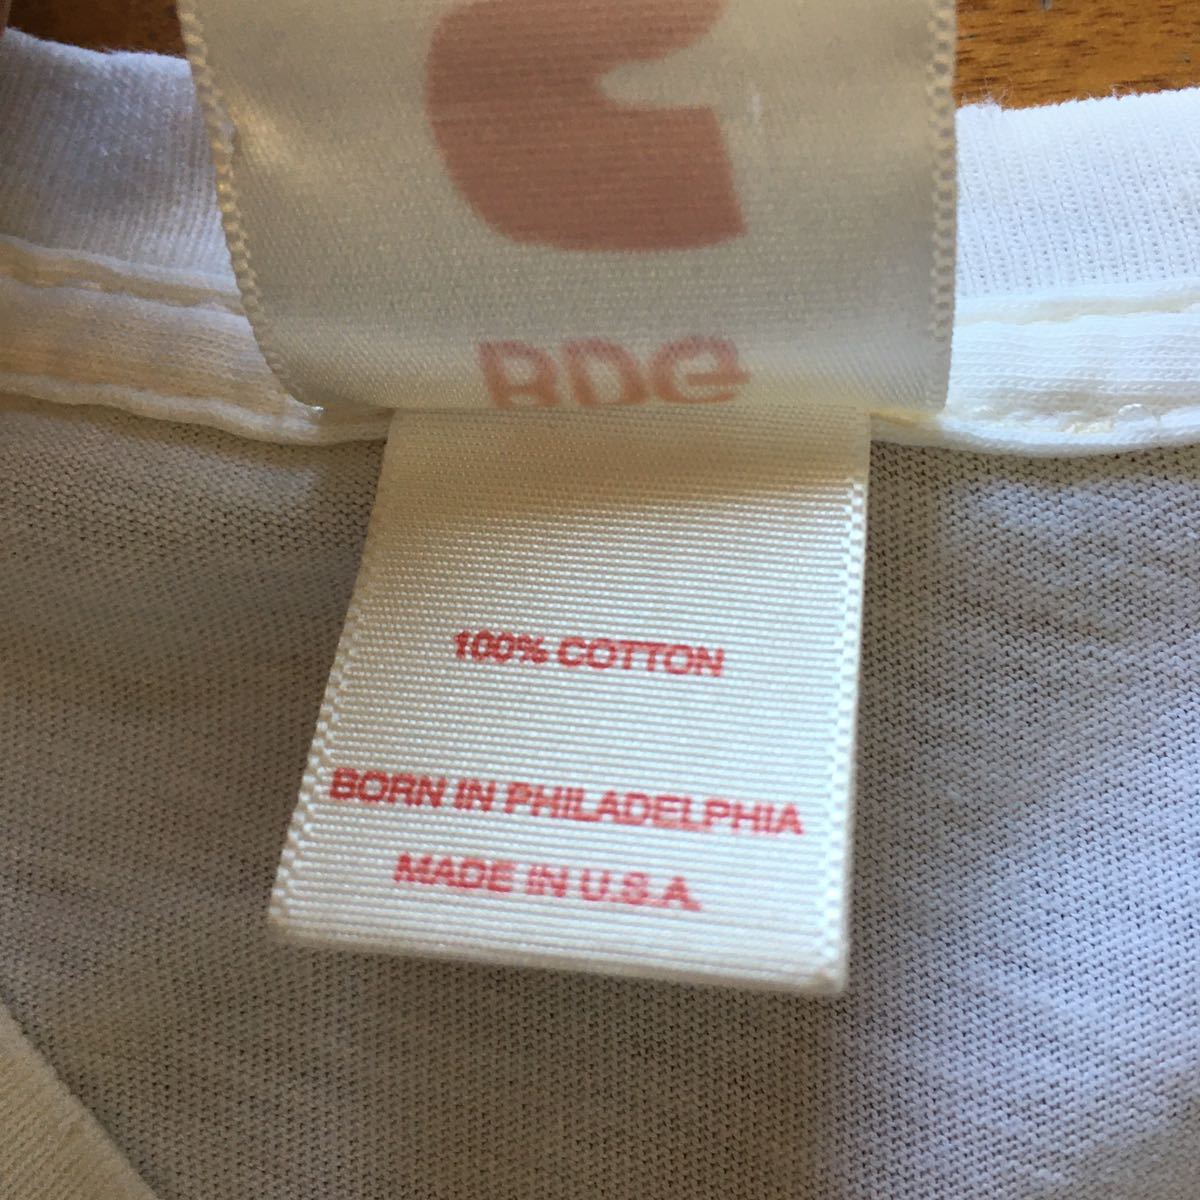 100% COTTON
BORN IN PHILADELPHIA
MADE IN U.S.A.